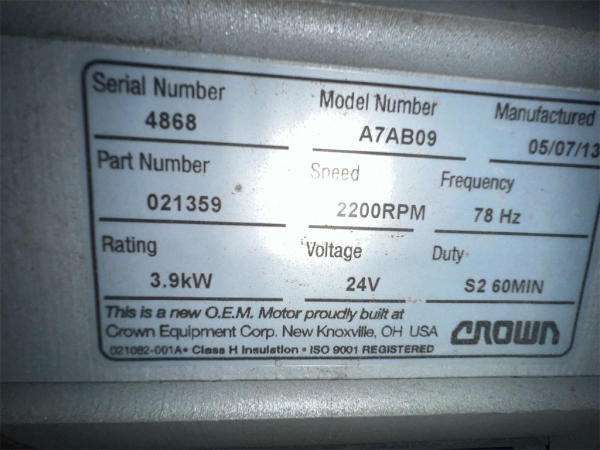 Serial Number Model Number Manufactured
4868 A7AB09 05/07/13
Part Number Speed Frequency
021359 2200RPM 78 Hz
Rating Voltage Duty
3.9kW 24V S2 60MIN
This is a new O.E.M. Motor proudly built at
Crown Equipment Corp. New Knoxville, OH USA CROWN
021082-001A • Class H Insulation • ISO 9001 REGISTERED